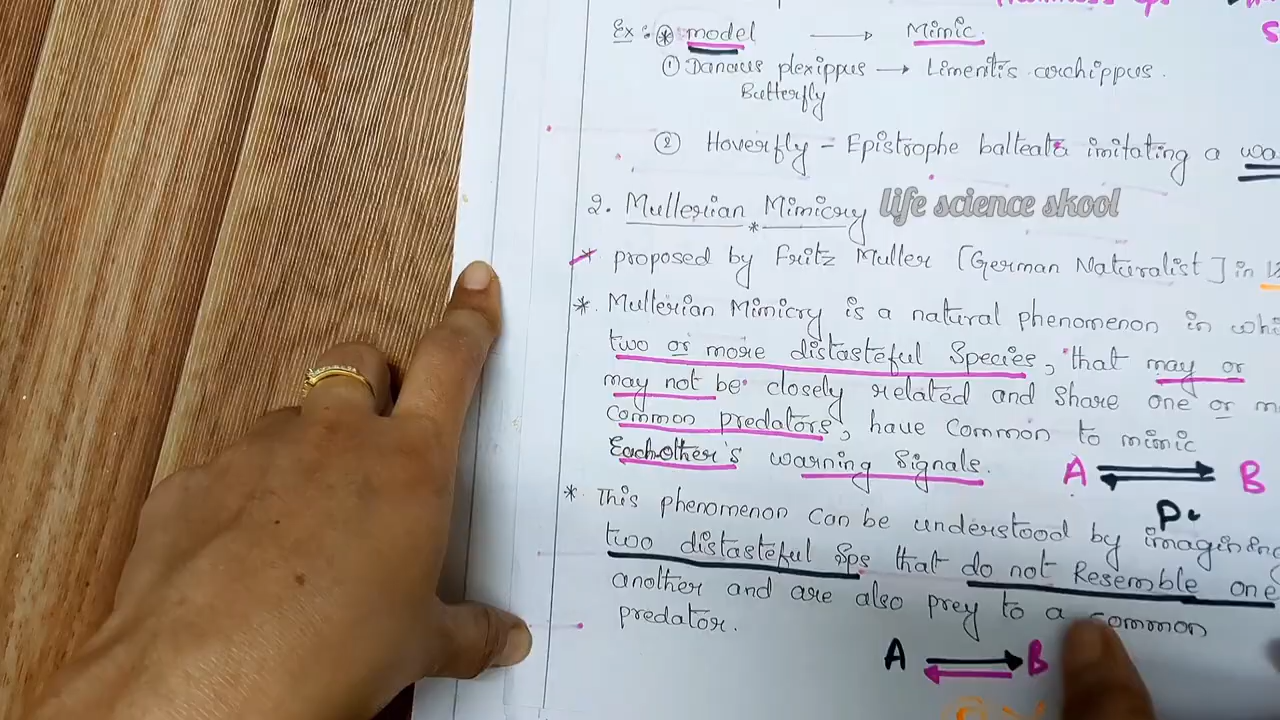 Ex : * model → Mimic.
① Danaus plexippus → Limenitis archippus.
Butterfly
② Hoverfly - Epistrophe balteata imitating a
life science skool
2. Mullerian Mimicry
* proposed by Fritz Muller [German Naturalist] in
*. Mullerian Mimicry is a natural phenomenon in
two or more distasteful Species, that may or
may not be closely related and share one or
common predators, have common to mimic
Each other's warning signals.
A ⇌ B
P
* This phenomenon can be understood by imagining
two distasteful sps that do not Resemble one
another and are also prey to a common
predator.
A ⇌ B